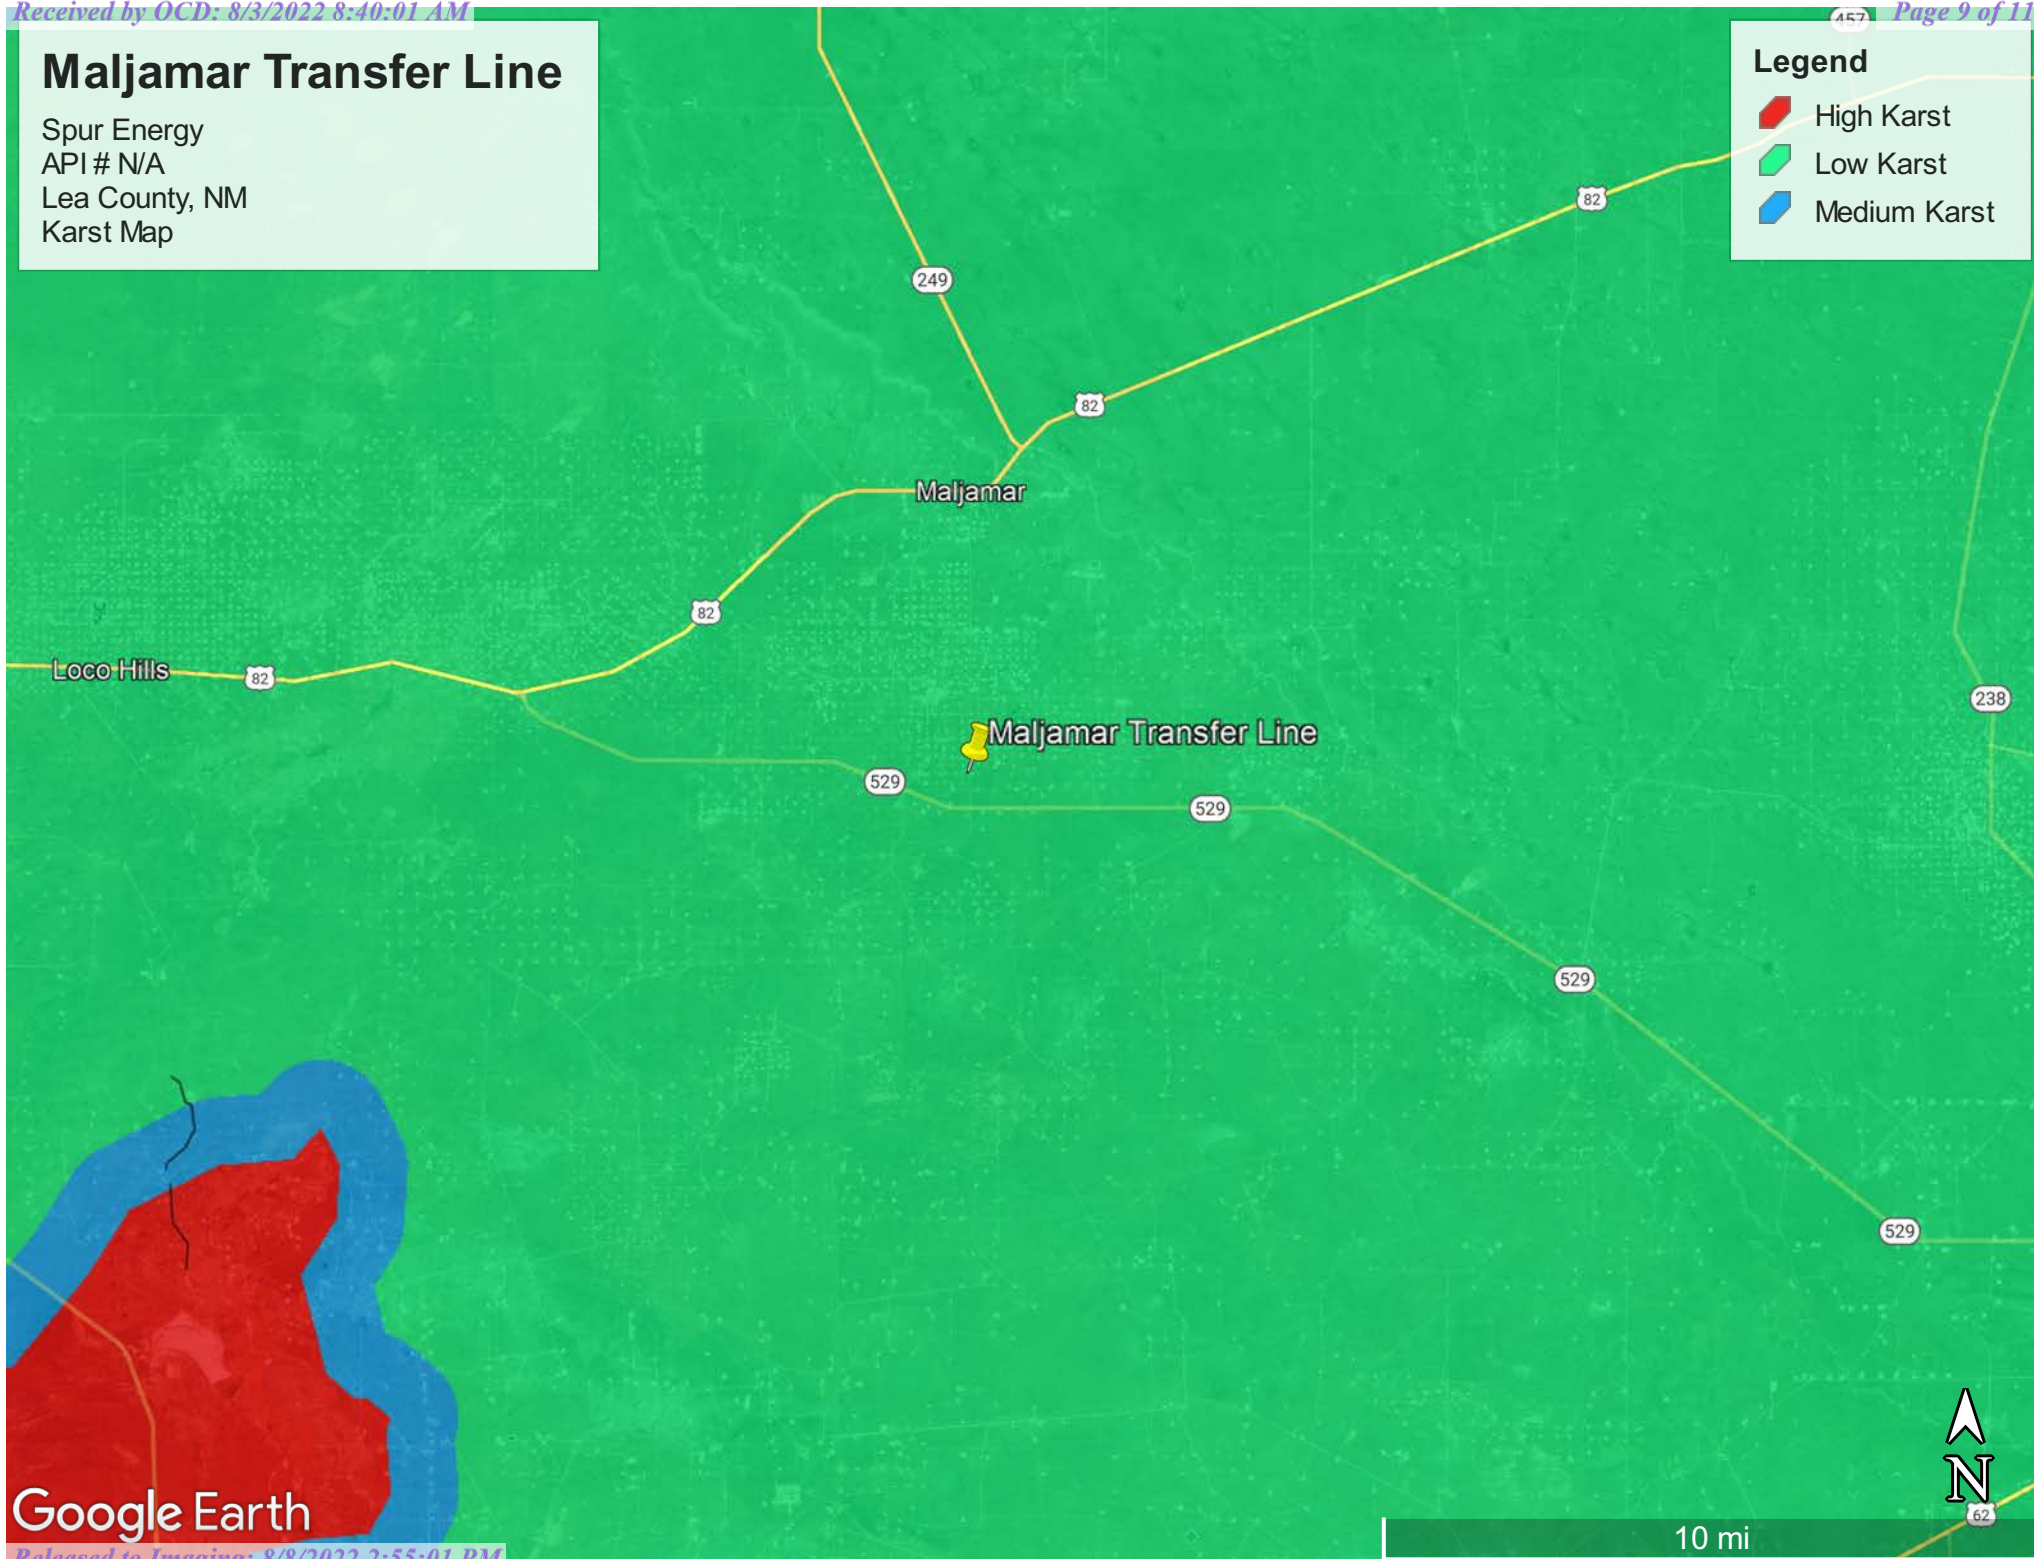 Received by OCD: 8/3/2022 8:40:01 AM
Page 9 of 11
Maljamar Transfer Line
Spur Energy
API # N/A
Lea County, NM
Karst Map
Legend
High Karst
Low Karst
Medium Karst
457
82
249
82
Maljamar
82
Loco Hills
82
238
Maljamar Transfer Line
529
529
529
529
N
62
Google Earth
10 mi
Released to Imaging: 8/8/2022 2:55:01 PM